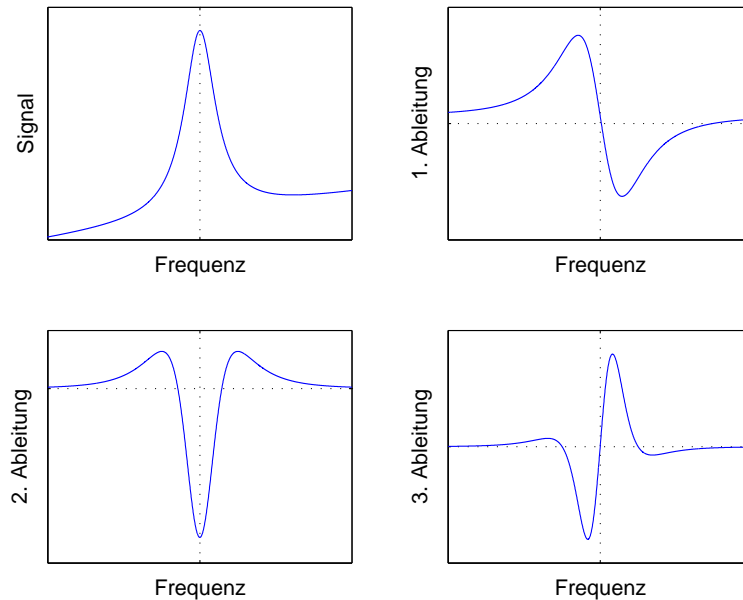 Signal
Frequenz
1. Ableitung
Frequenz
2. Ableitung
Frequenz
3. Ableitung
Frequenz